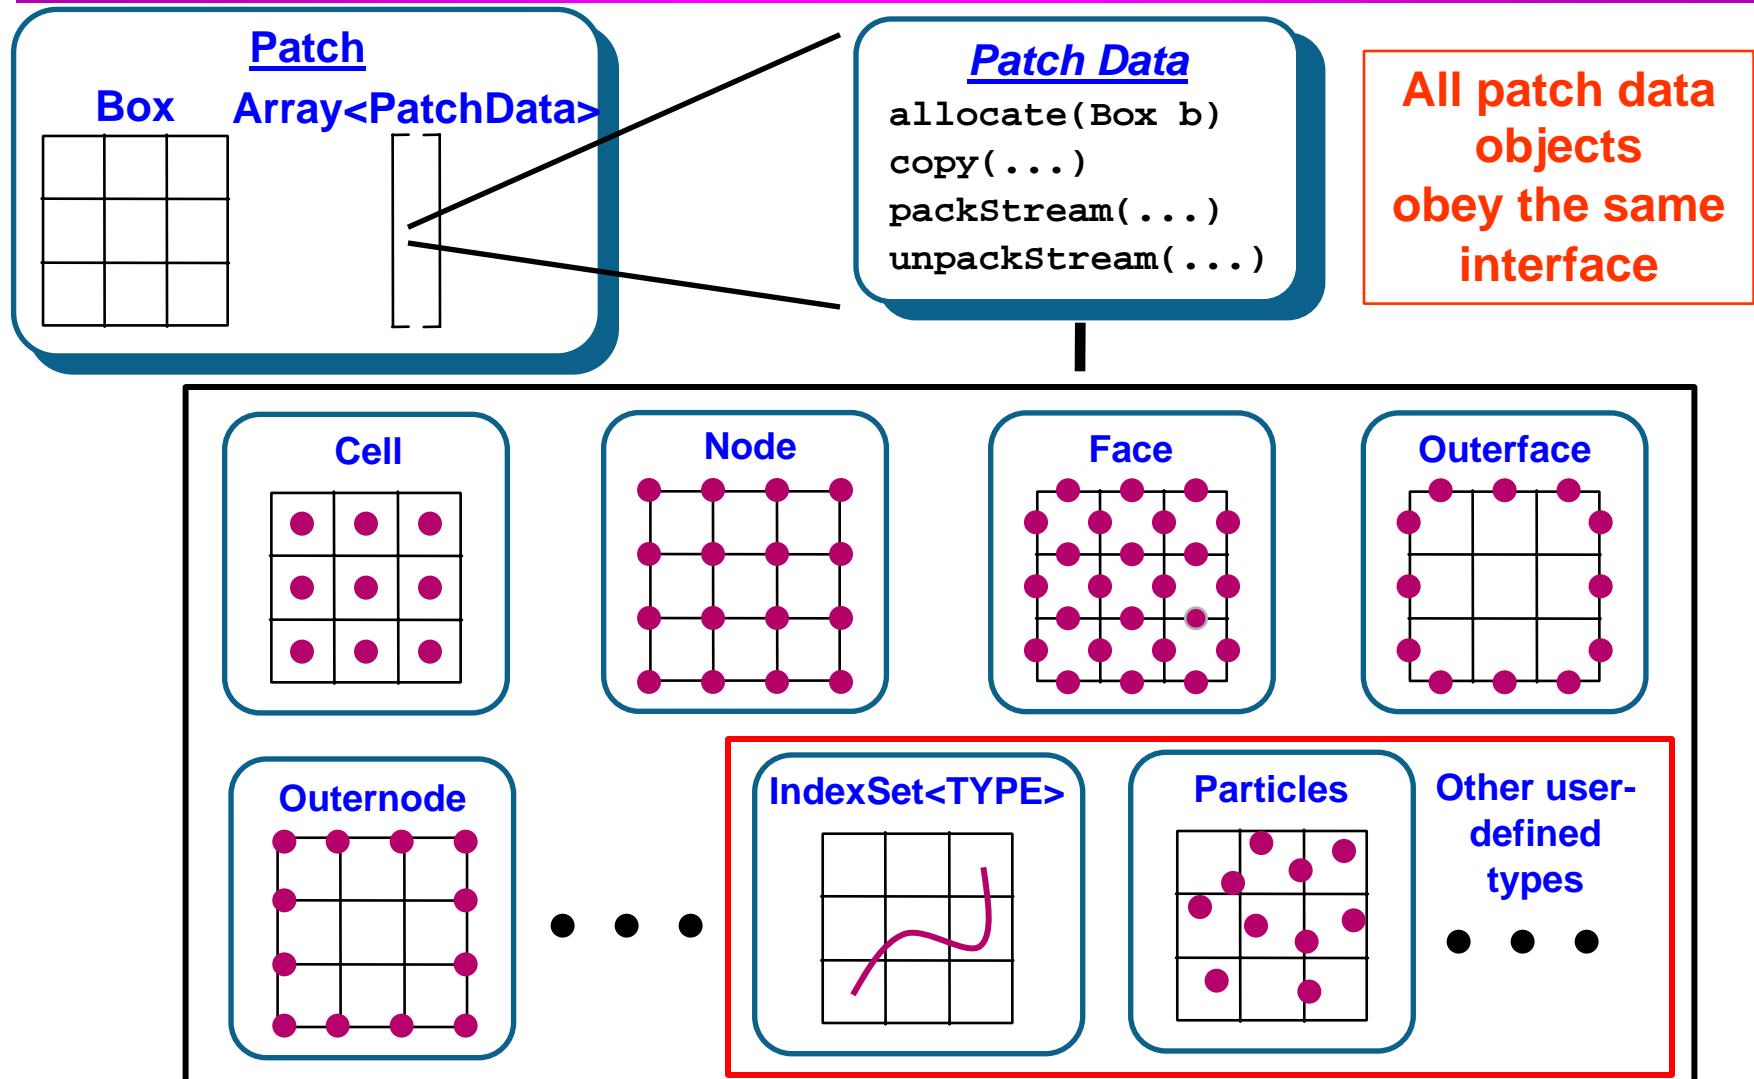 Patch
Box
Array<PatchData>
Patch Data
allocate(Box b)
copy(...)
packStream(...)
unpackStream(...)
All patch data
objects
obey the same
interface
Cell
Node
Face
Outerface
Outernode
IndexSet<TYPE>
Particles
Other user-
defined
types